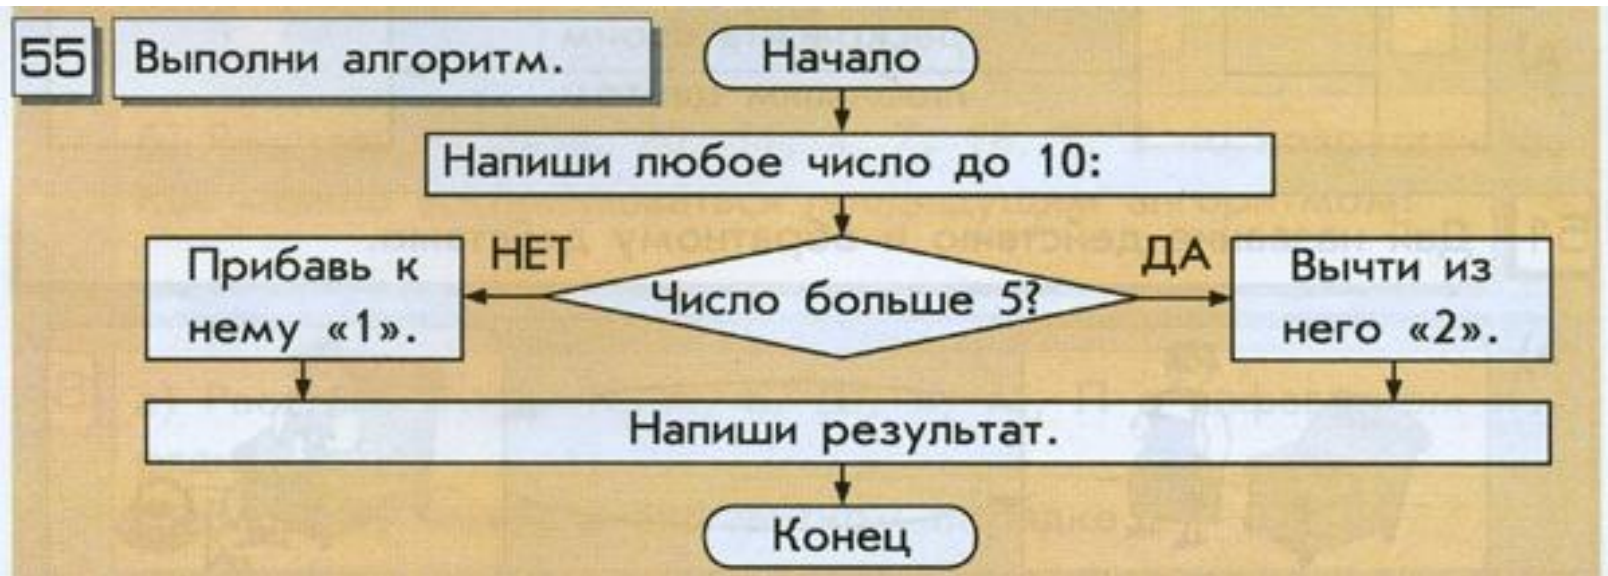 55 Выполни алгоритм.
Начало
Напиши любое число до 10:
Число больше 5?
НЕТ
ДА
Прибавь к
нему «1».
Вычти из
него «2».
Напиши результат.
Конец